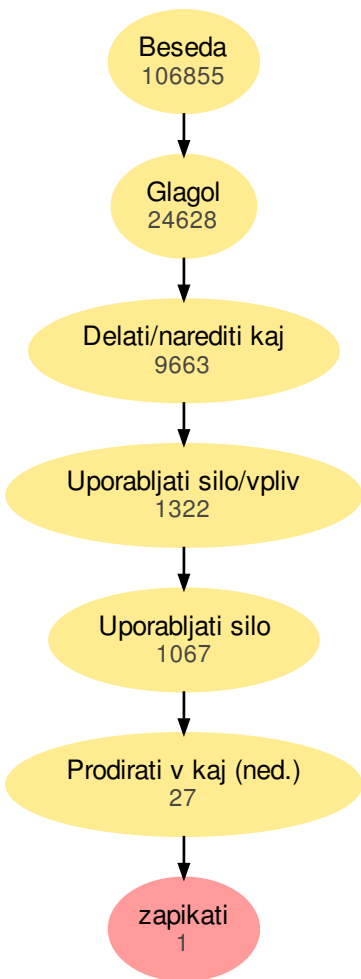 Beseda
106855
Glagol
24628
Delati/narediti kaj
9663
Uporabljati silo/vpliv
1322
Uporabljati silo
1067
Prodirati v kaj (ned.)
27
zapikati
1